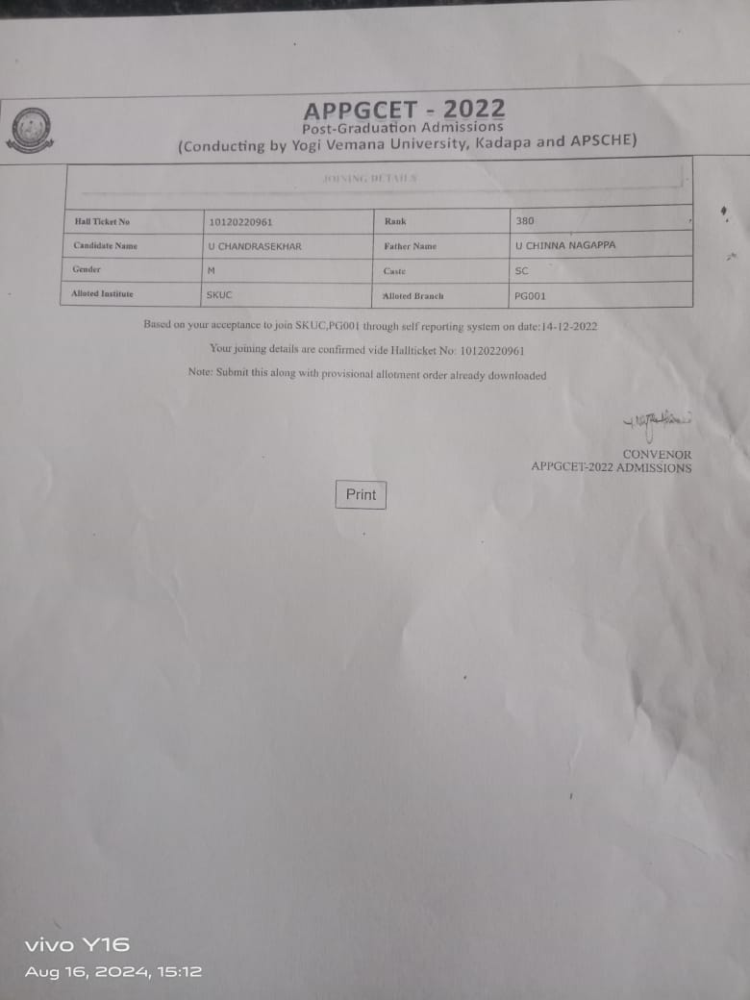 APPGCET - 2022
Post-Graduation Admissions
(Conducting by Yogi Vemana University, Kadapa and APSCHE)
JOINING DETAILS
Hall Ticket No 10120220961 Rank 380
Candidate Name U CHANDRASEKHAR Father Name U CHINNA NAGAPPA
Gender M Caste SC
Alloted Institute SKUC Alloted Branch PG001
Based on your acceptance to join SKUC,PG001 through self reporting system on date:14-12-2022
Your joining details are confirmed vide Hallticket No: 10120220961
Note: Submit this along with provisional allotment order already downloaded
CONVENOR
APPGCET-2022 ADMISSIONS
Print
vivo Y16
Aug 16, 2024, 15:12